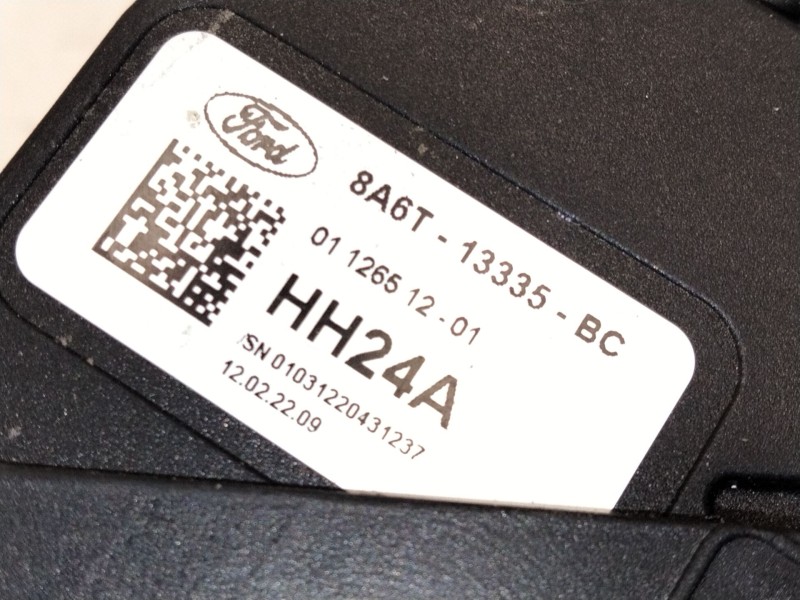 Ford
8A6T - 13335 - BC
01 1265 12 - 01
HH24A
SN 01031220431237
12.02.22.09